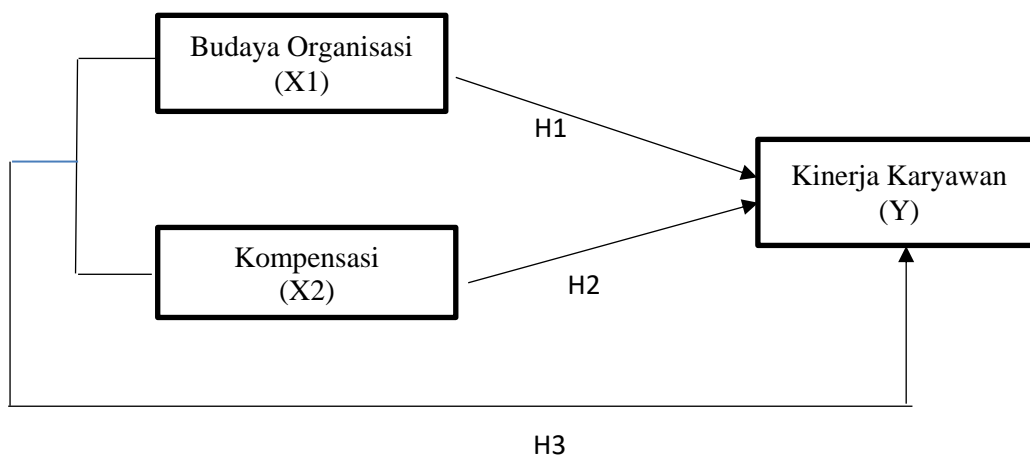 Budaya Organisasi
(X1)
H1
Kinerja Karyawan
(Y)
Kompensasi
(X2)
H2
H3